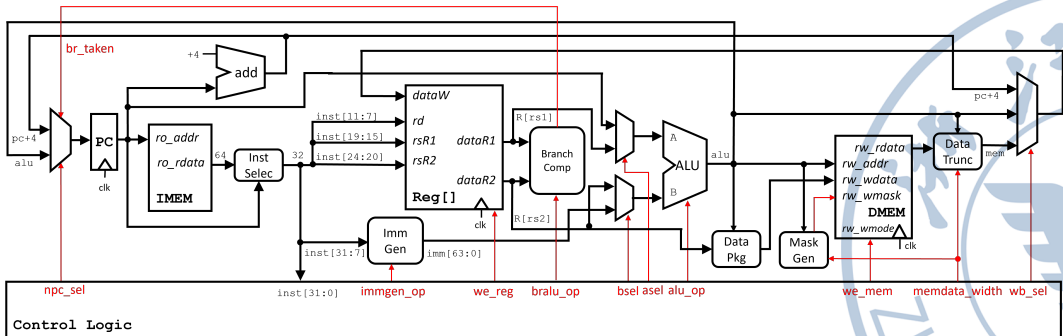 br_taken
+4
add
pc+4
alu
PC
clk
ro_addr
ro_rdata
IMEM
64
Inst
Selec
32
inst[11:7]
inst[19:15]
inst[24:20]
dataW
rd
rsR1
rsR2
dataR1
dataR2
Reg[]
clk
R[rs1]
R[rs2]
Branch
Comp
inst[31:7]
Imm
Gen
imm[63:0]
A
B
ALU
alu
Data
Pkg
Mask
Gen
rw_rdata
rw_addr
rw_wdata
rw_wmask
DMEM
rw_wmode
clk
Data
Trunc
mem
pc+4
npc_sel
inst[31:0]
immgen_op
we_reg
bralu_op
bsel
asel
alu_op
we_mem
memdata_width
wb_sel
Control Logic